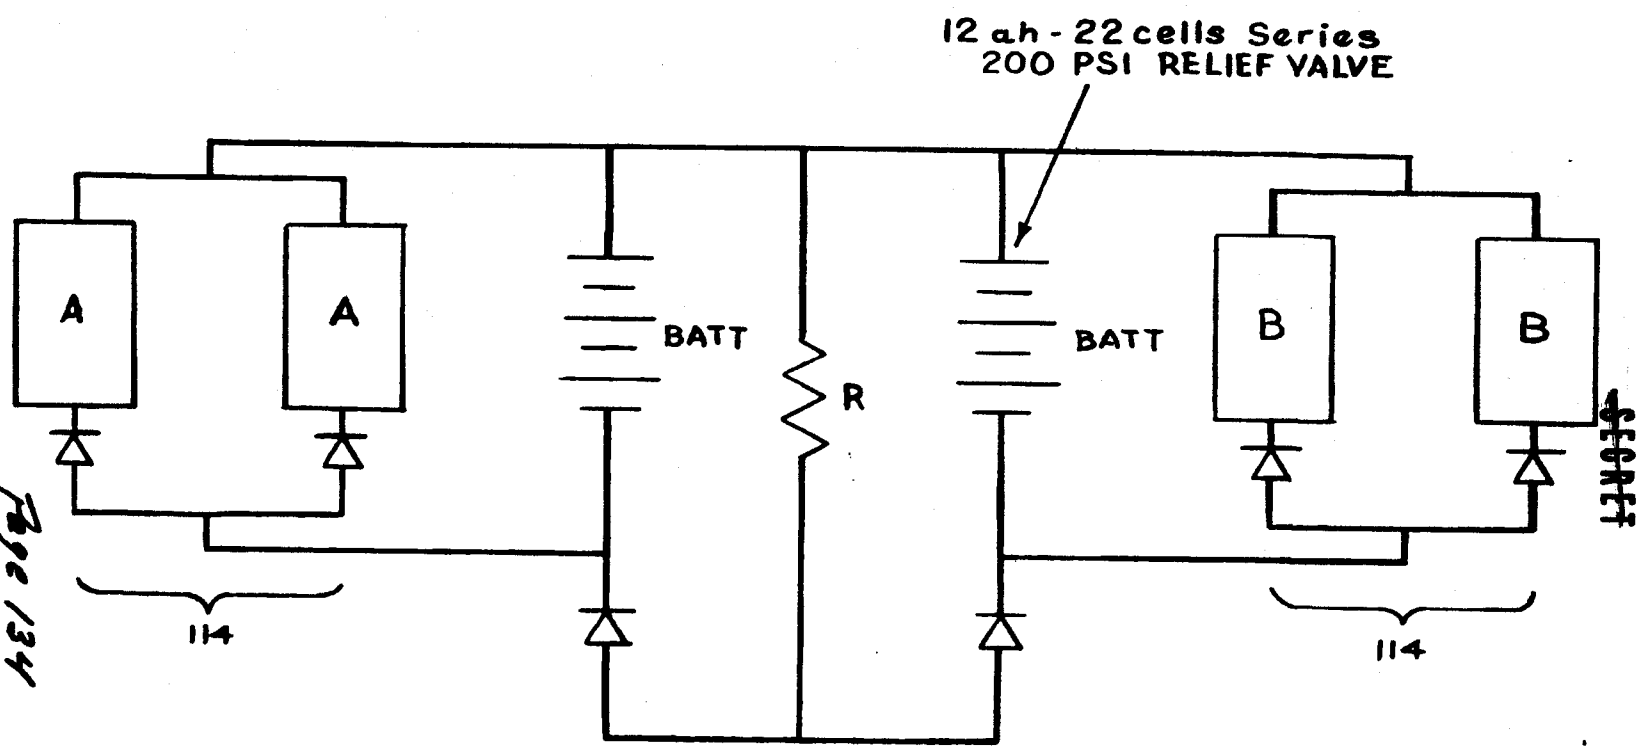 12 ah - 22 cells Series
200 PSI RELIEF VALVE
A
A
BATT
R
BATT
B
B
SECRET
Page 134
114
114